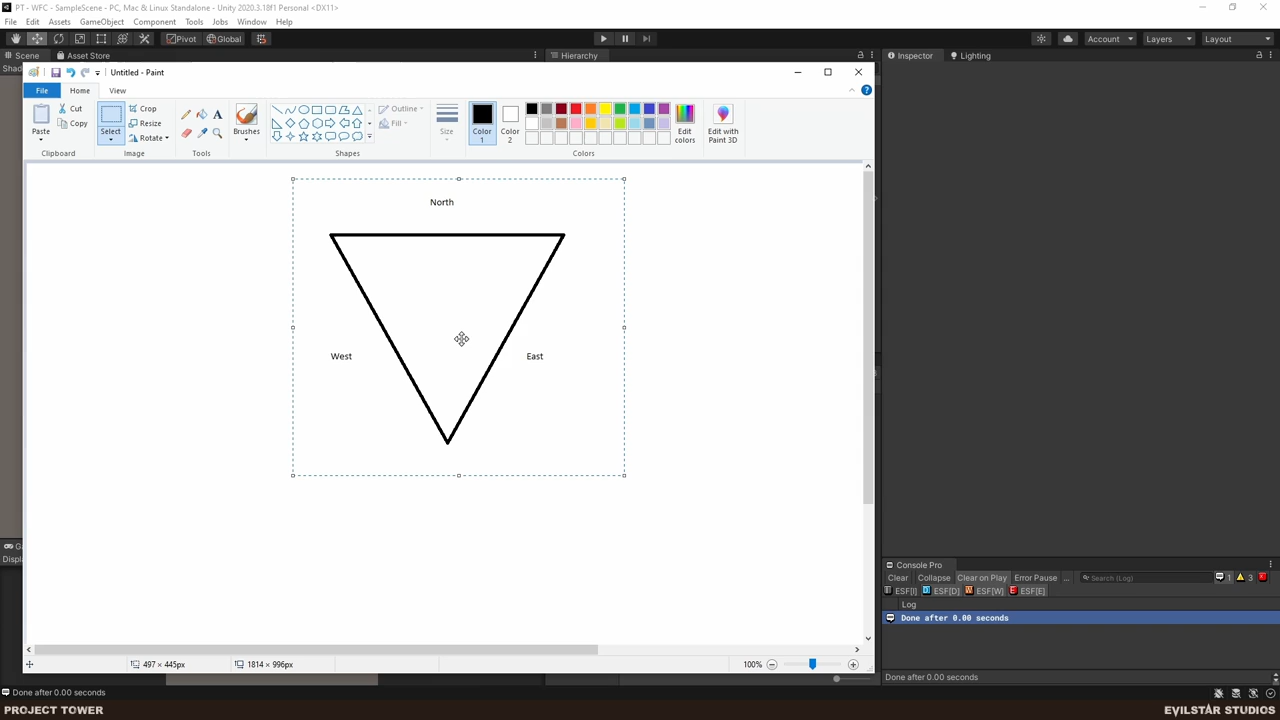 PT - WFC - SampleScene - PC, Mac & Linux Standalone - Unity 2020.3.18f1 Personal <DX11>
File Edit Assets GameObject Component Tools Jobs Window Help
Pivot Global Account Layers Layout
Scene Asset Store Hierarchy Inspector Lighting
Shad
Untitled - Paint
File Home View
Paste Cut Copy Select Crop Resize Rotate A Brushes Outline Fill Size Color 1 Color 2 Edit colors Edit with Paint 3D
Clipboard Image Tools Shapes Colors
North
West East
Displ
497 × 445px 1814 × 996px 100%
Console Pro
Clear Collapse Clear on Play Error Pause ... Search (Log) 1 3
ESF[I] ESF[D] ESF[W] ESF[E]
Log
Done after 0.00 seconds
Done after 0.00 seconds
Done after 0.00 seconds
PROJECT TOWER EVILSTAR STUDIOS